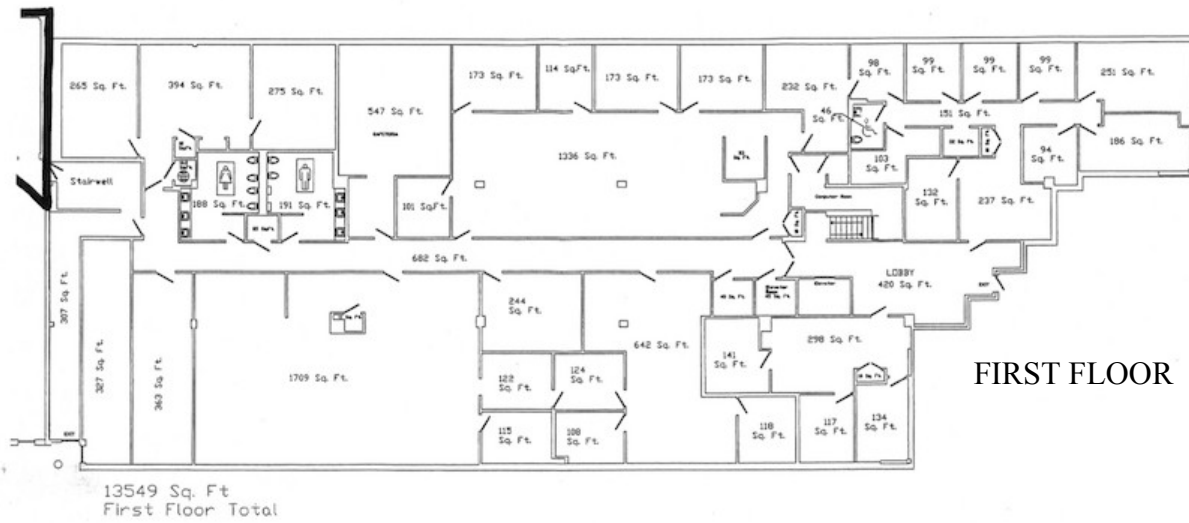 265 Sq. Ft.
394 Sq. Ft.
275 Sq. Ft.
547 Sq. Ft.
173 Sq. Ft.
114 Sq.Ft.
173 Sq. Ft.
173 Sq. Ft.
232 Sq. Ft.
98 Sq. Ft.
99 Sq. Ft.
99 Sq. Ft.
99 Sq. Ft.
251 Sq. Ft.
46 Sq. Ft.
151 Sq. Ft.
1336 Sq. Ft.
103 Sq. Ft.
94 Sq. Ft.
186 Sq. Ft.
Stairwell
188 Sq. Ft.
191 Sq. Ft.
101 Sq.Ft.
Computer Room
132 Sq. Ft.
237 Sq. Ft.
682 Sq. Ft.
LOBBY
420 Sq. Ft.
EXIT
Elevator
307 Sq. Ft.
327 Sq. Ft.
363 Sq. Ft.
1709 Sq. Ft.
244 Sq. Ft.
642 Sq. Ft.
141 Sq. Ft.
298 Sq. Ft.
122 Sq. Ft.
124 Sq. Ft.
115 Sq. Ft.
108 Sq. Ft.
118 Sq. Ft.
117 Sq. Ft.
134 Sq. Ft.
FIRST FLOOR
EXIT
13549 Sq. Ft
First Floor Total